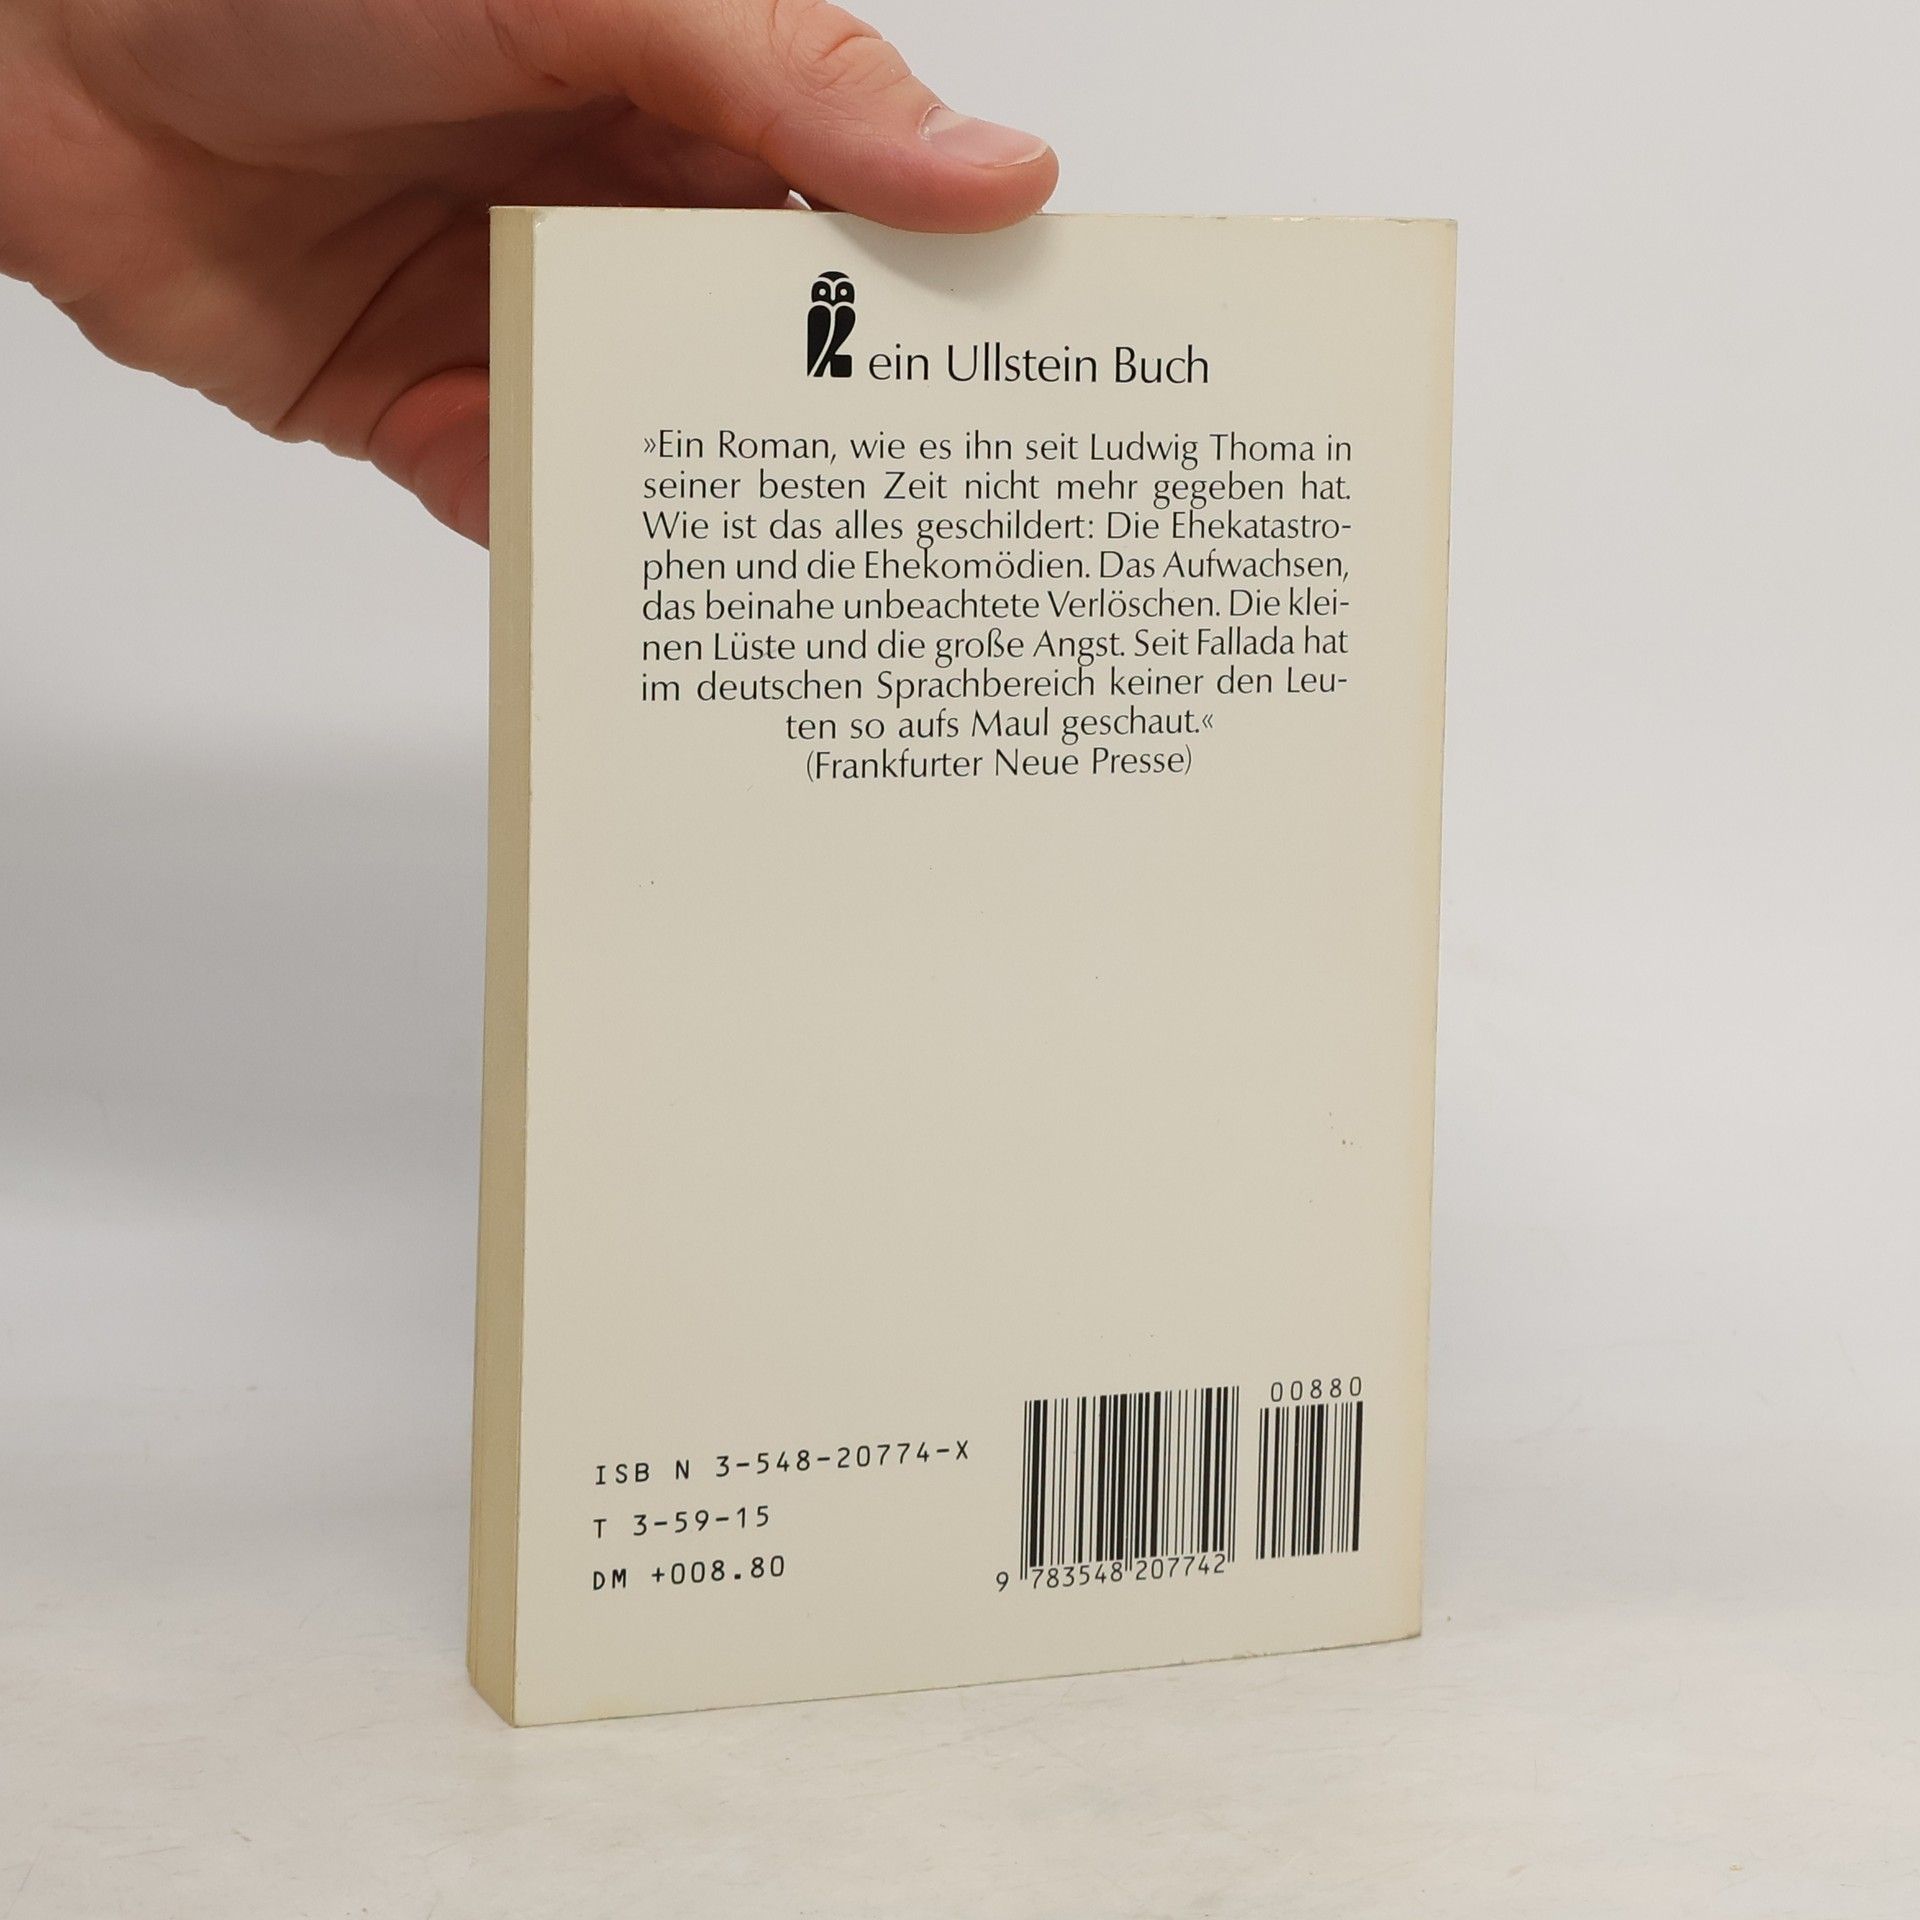 ein Ullstein Buch
»Ein Roman, wie es ihn seit Ludwig Thoma in
seiner besten Zeit nicht mehr gegeben hat.
Wie ist das alles geschildert: Die Ehekatastro-
phen und die Ehekomödien. Das Aufwachsen,
das beinahe unbeachtete Verlöschen. Die klei-
nen Lüste und die große Angst. Seit Fallada hat
im deutschen Sprachbereich keiner den Leu-
ten so aufs Maul geschaut.«
(Frankfurter Neue Presse)
00880
ISBN 3-548-20774-X
T 3-59-15
DM +008.80
9 783548 207742